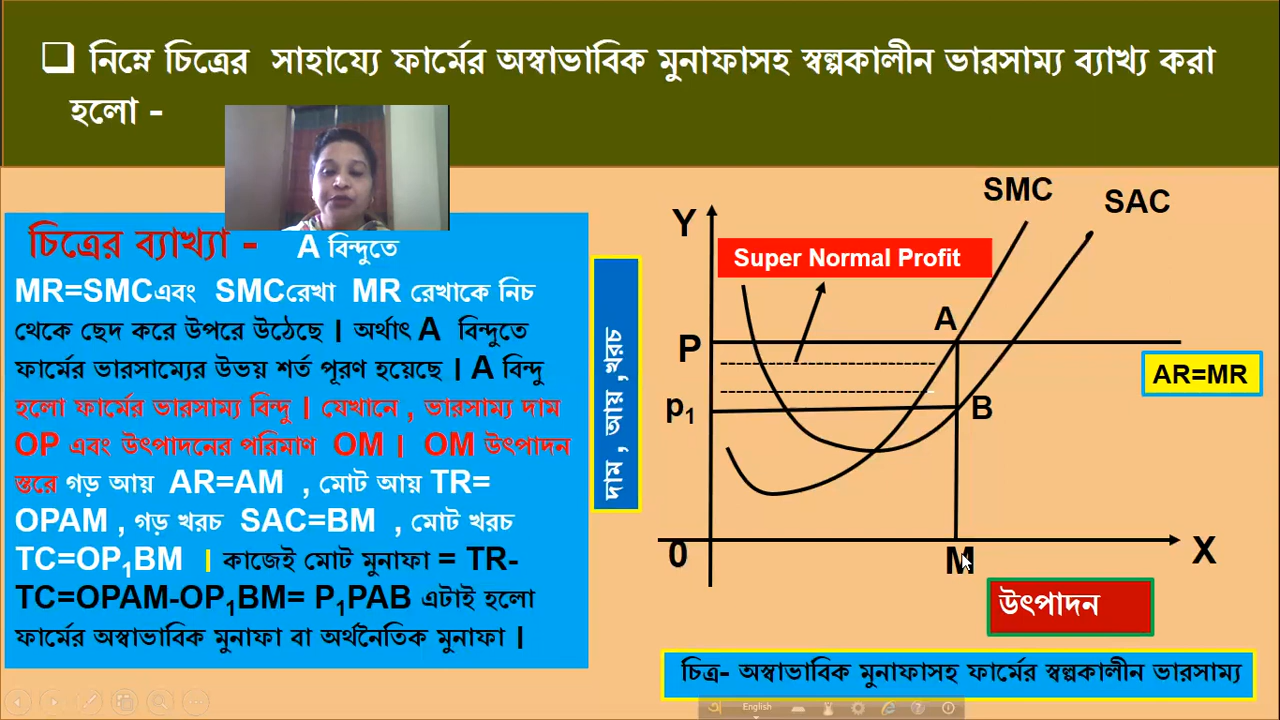 ❑ নিম্নে চিত্রের সাহায্যে ফার্মের অস্বাভাবিক মুনাফাসহ স্বল্পকালীন ভারসাম্য ব্যাখ্য করা
হলো -
চিত্রের ব্যাখ্যা - A বিন্দুতে
MR=SMCএবং SMCরেখা MR রেখাকে নিচ
থেকে ছেদ করে উপরে উঠেছে । অর্থাৎ A বিন্দুতে
ফার্মের ভারসাম্যের উভয় শর্ত পূরণ হয়েছে । A বিন্দু
হলো ফার্মের ভারসাম্য বিন্দু । যেখানে , ভারসাম্য দাম
OP এবং উৎপাদনের পরিমাণ OM । OM উৎপাদন
স্তরে গড় আয় AR=AM , মোট আয় TR=
OPAM , গড় খরচ SAC=BM , মোট খরচ
TC=OP₁BM । কাজেই মোট মুনাফা = TR-
TC=OPAM-OP₁BM= P₁PAB এটাই হলো
ফার্মের অস্বাভাবিক মুনাফা বা অর্থনৈতিক মুনাফা ।
দাম , আয় ,খরচ
SMC
SAC
Y
Super Normal Profit
A
P
AR=MR
p₁
B
0
M
X
উৎপাদন
চিত্র- অস্বাভাবিক মুনাফাসহ ফার্মের স্বল্পকালীন ভারসাম্য
English